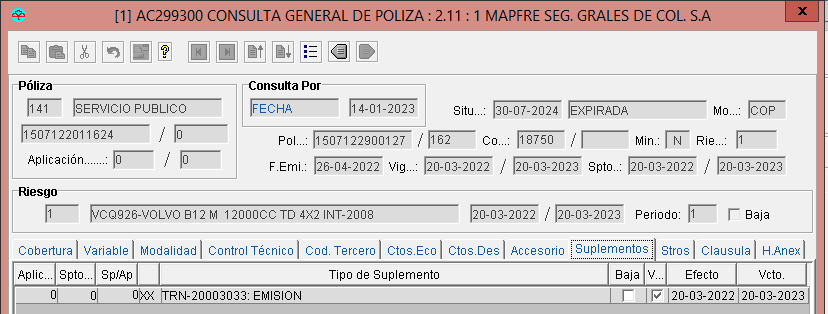 [1] AC299300 CONSULTA GENERAL DE POLIZA : 2.11 : 1 MAPFRE SEG. GRALES DE COL. S.A
Póliza
141 SERVICIO PUBLICO
1507122011624 / 0
Aplicación.......: 0 / 0
Consulta Por
FECHA 14-01-2023
Situ...: 30-07-2024 EXPIRADA Mo...: COP
Pol...: 1507122900127 / 162 Co...: 18750 / Min.: N Rie...: 1
F.Emi.: 26-04-2022 Vig...: 20-03-2022 / 20-03-2023 Spto..: 20-03-2022 / 20-03-2023
Riesgo
1 VCQ926-VOLVO B12 M 12000CC TD 4X2 INT-2008 20-03-2022 / 20-03-2023 Periodo: 1 Baja
Cobertura Variable Modalidad Control Técnico Cod. Tercero Ctos.Eco Ctos.Des Accesorio Suplementos Stros Clausula H.Anex
Aplic... Spto... Sp/Ap Tipo de Suplemento Baja V... Efecto Vcto.
0 0 0 XX TRN-20003033: EMISION 20-03-2022 20-03-2023